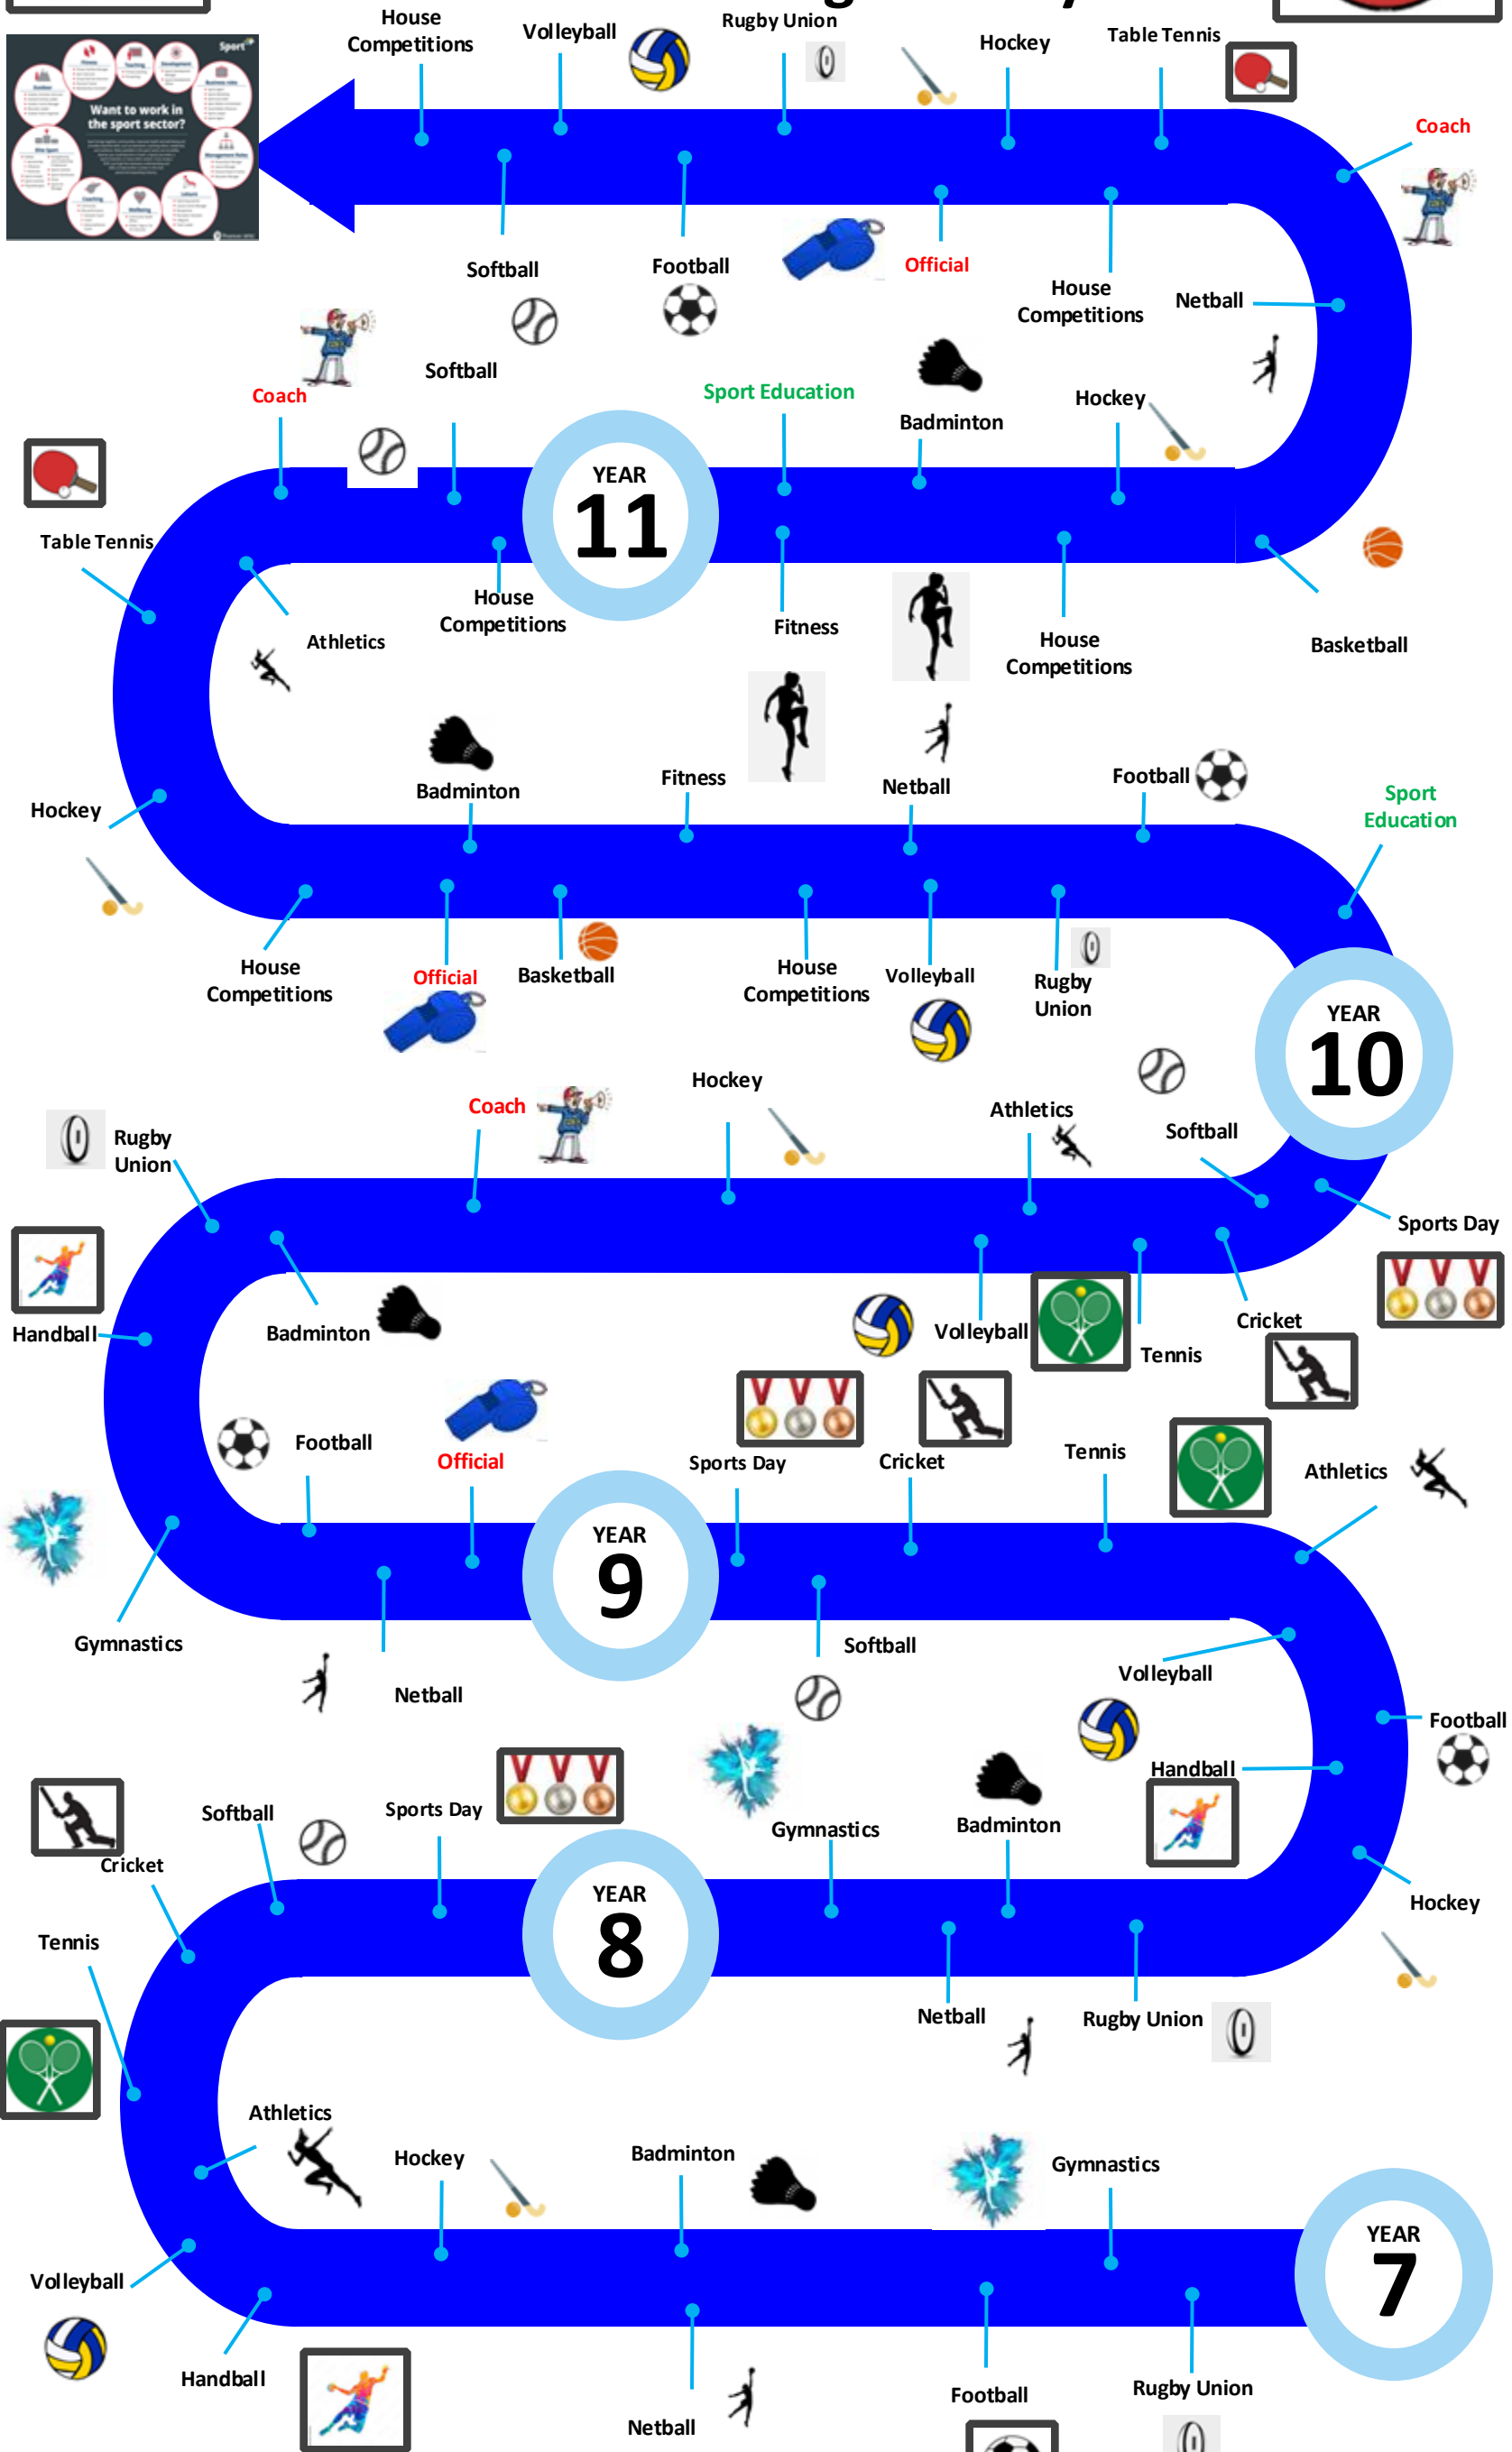 House
Competitions
Volleyball
Rugby Union
Hockey
Table Tennis
Coach
Sport
Want to work in
the sport sector?
Softball
Football
Official
House
Competitions
Netball
Coach
Softball
Sport Education
Badminton
Hockey
YEAR
11
Table Tennis
Athletics
House
Competitions
Fitness
House
Competitions
Basketball
Hockey
Badminton
Fitness
Netball
Football
Sport
Education
House
Competitions
Official
Basketball
House
Competitions
Volleyball
Rugby
Union
YEAR
10
Rugby
Union
Coach
Hockey
Athletics
Softball
Sports Day
Handball
Badminton
Volleyball
Tennis
Cricket
Football
Official
Sports Day
Cricket
Tennis
Athletics
YEAR
9
Gymnastics
Netball
Softball
Volleyball
Football
Handball
Softball
Sports Day
Gymnastics
Badminton
Cricket
YEAR
8
Hockey
Tennis
Netball
Rugby Union
Athletics
Hockey
Badminton
Gymnastics
YEAR
7
Volleyball
Handball
Netball
Football
Rugby Union